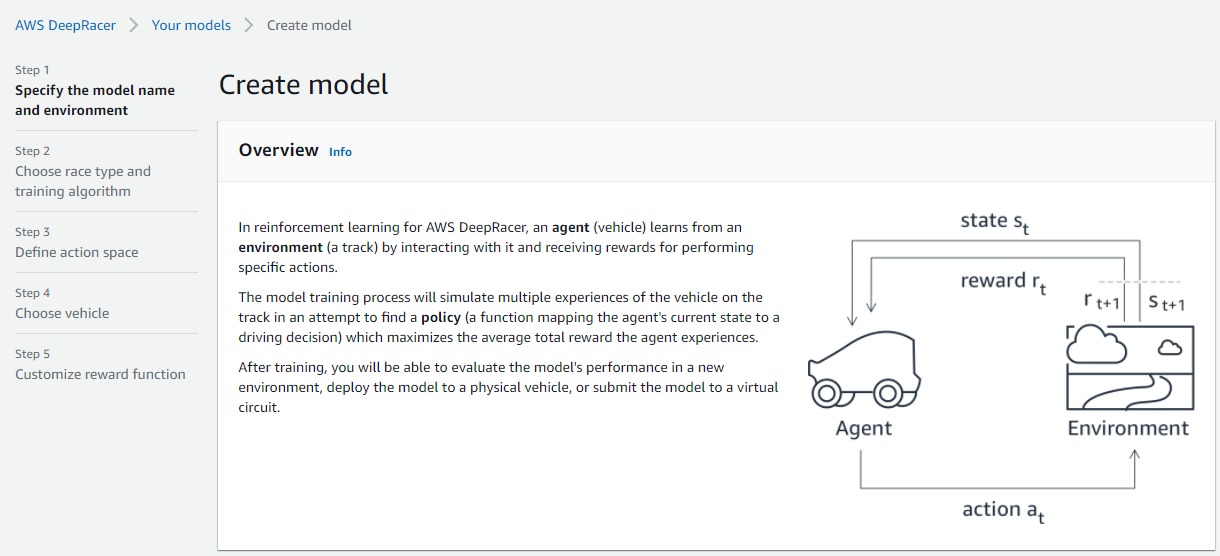 AWS DeepRacer > Your models > Create model
Step 1
Specify the model name
and environment
Step 2
Choose race type and
training algorithm
Step 3
Define action space
Step 4
Choose vehicle
Step 5
Customize reward function
Create model
Overview Info
In reinforcement learning for AWS DeepRacer, an agent (vehicle) learns from an
environment (a track) by interacting with it and receiving rewards for performing
specific actions.
The model training process will simulate multiple experiences of the vehicle on the
track in an attempt to find a policy (a function mapping the agent's current state to a
driving decision) which maximizes the average total reward the agent experiences.
After training, you will be able to evaluate the model's performance in a new
environment, deploy the model to a physical vehicle, or submit the model to a virtual
circuit.
state st
reward rt
r t+1 s t+1
Agent
Environment
action at